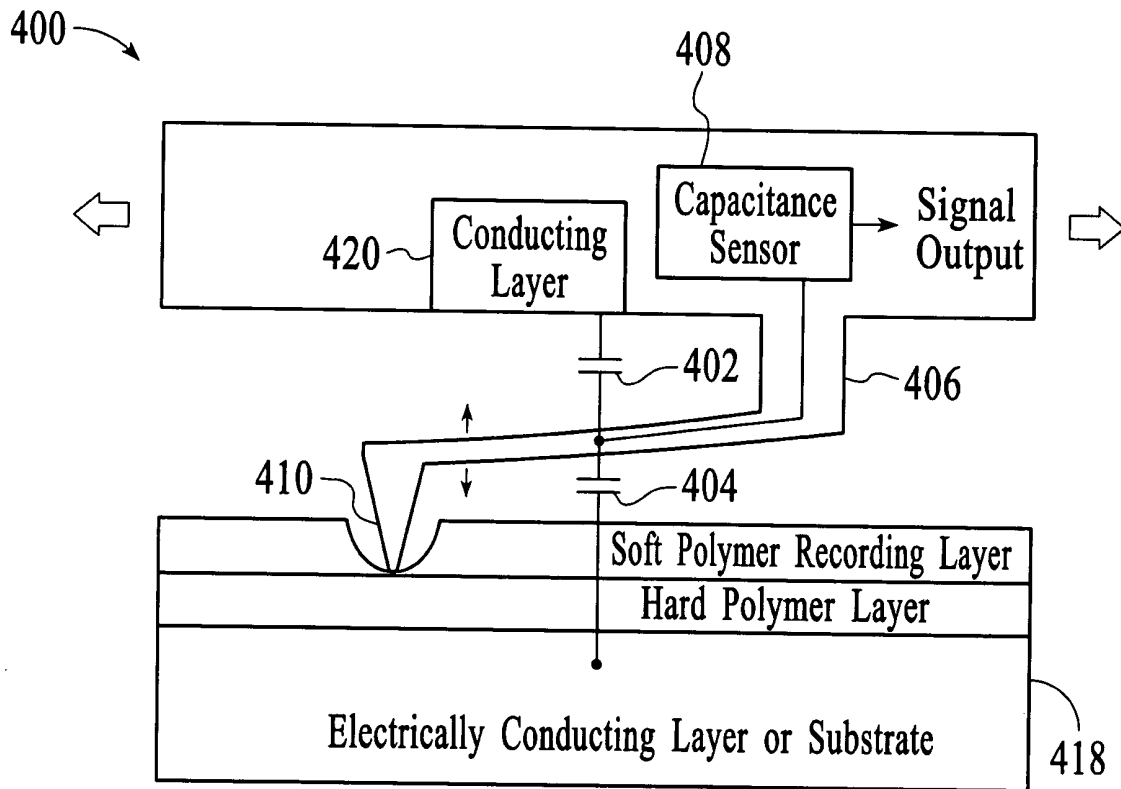 400
408
Capacitance
Sensor
Signal
Output
Conducting
Layer
420
402
406
410
404
Soft Polymer Recording Layer
Hard Polymer Layer
Electrically Conducting Layer or Substrate
418